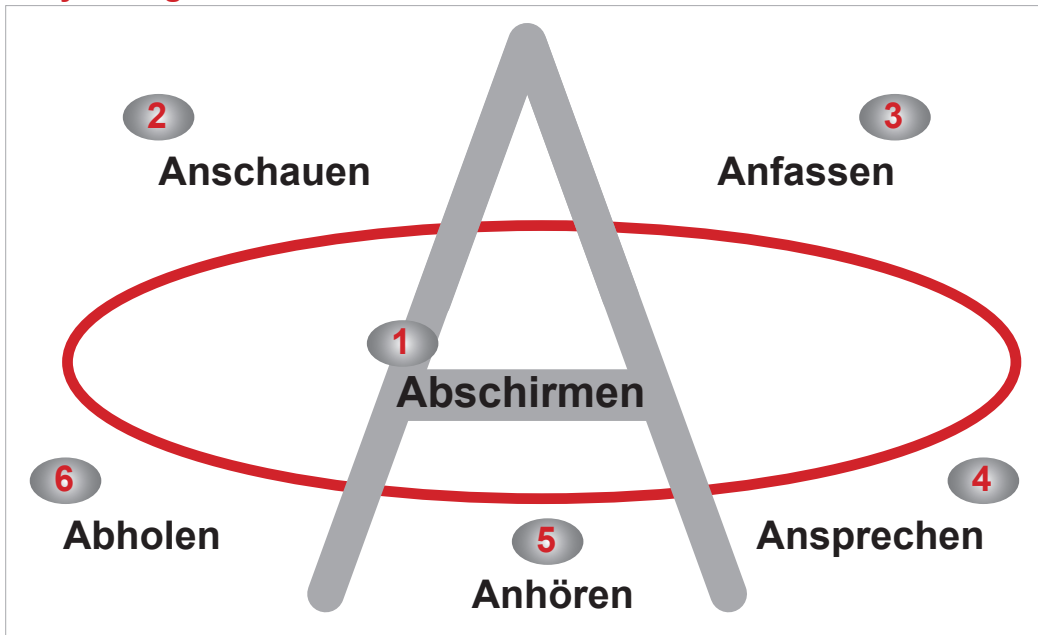 2
Anschauen
3
Anfassen
1
Abschirmen
6
Abholen
5
Anhören
4
Ansprechen